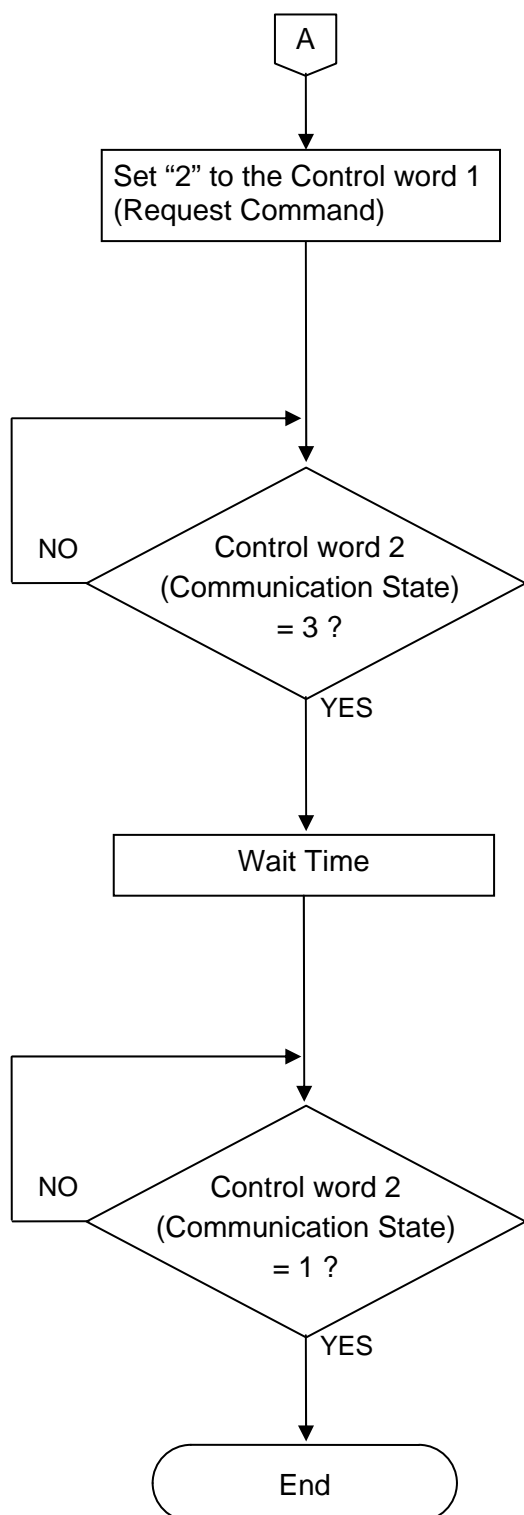 A
Set “2” to the Control word 1
(Request Command)
NO
Control word 2
(Communication State)
= 3 ?
YES
Wait Time
NO
Control word 2
(Communication State)
= 1 ?
YES
End